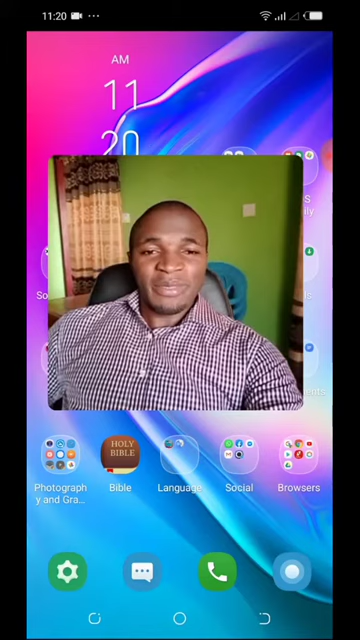 11:20
AM
11
20
HOLY
BIBLE
Photograph
y and Gra...
Bible
Language
Social
Browsers